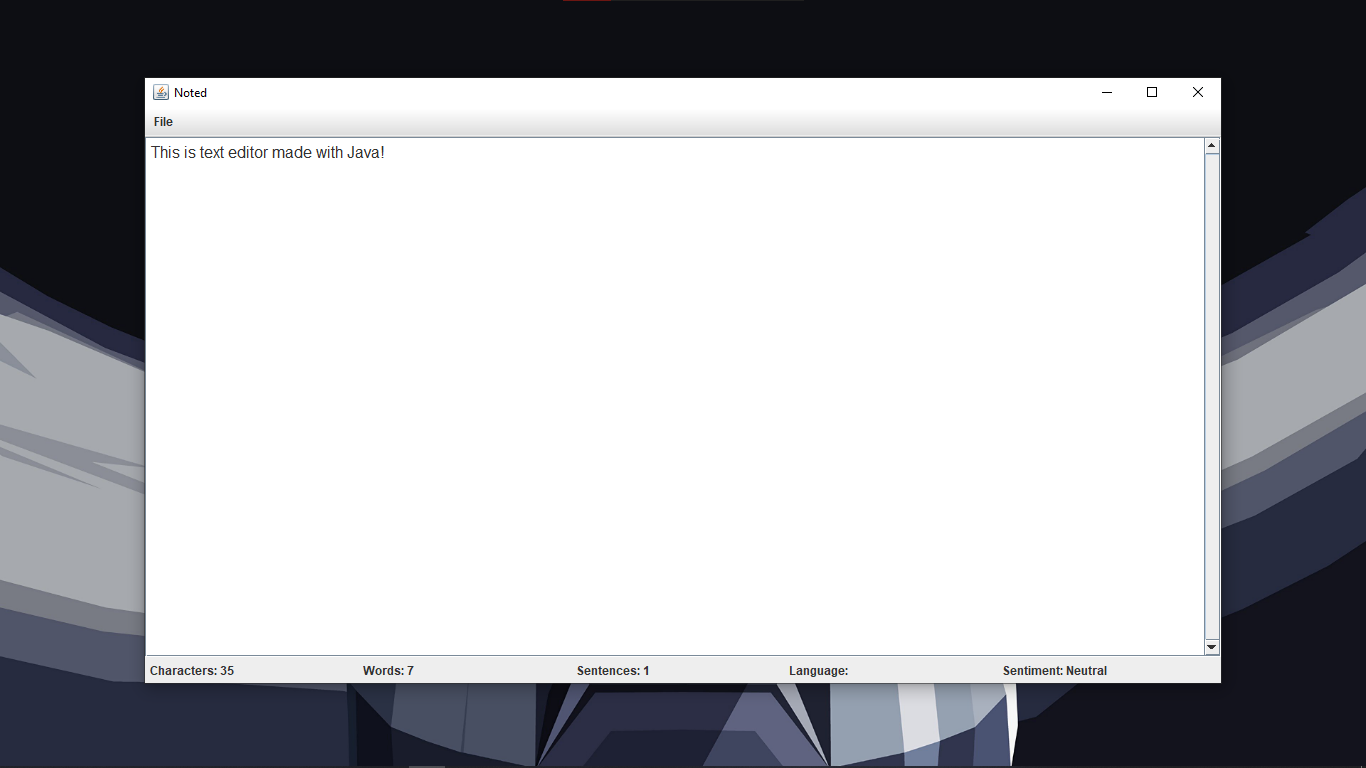 Noted
File
This is text editor made with Java!
Characters: 35 Words: 7 Sentences: 1 Language: Sentiment: Neutral